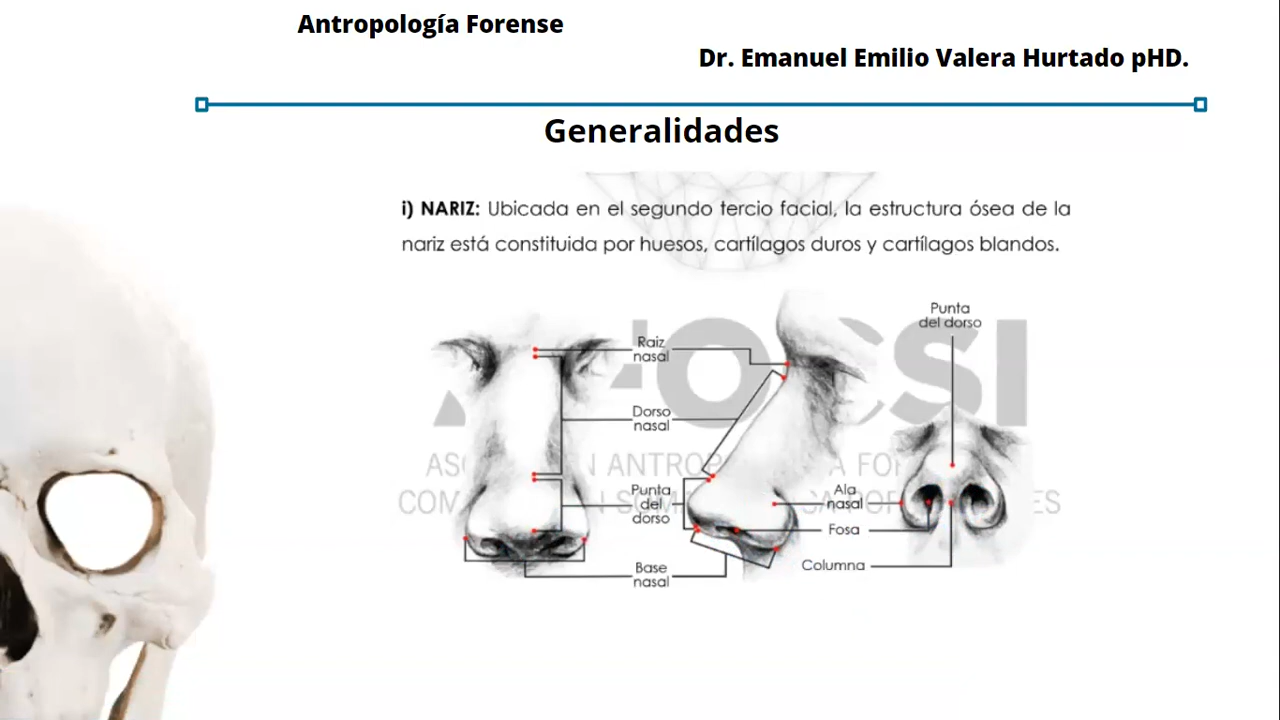 Antropología Forense
Dr. Emanuel Emilio Valera Hurtado pHD.
Generalidades
i) NARIZ: Ubicada en el segundo tercio facial, la estructura ósea de la
nariz está constituida por huesos, cartílagos duros y cartílagos blandos.
Punta
del dorso
Raiz
nasal
Dorso
nasal
Punta
del
dorso
Ala
nasal
Fosa
Columna
Base
nasal